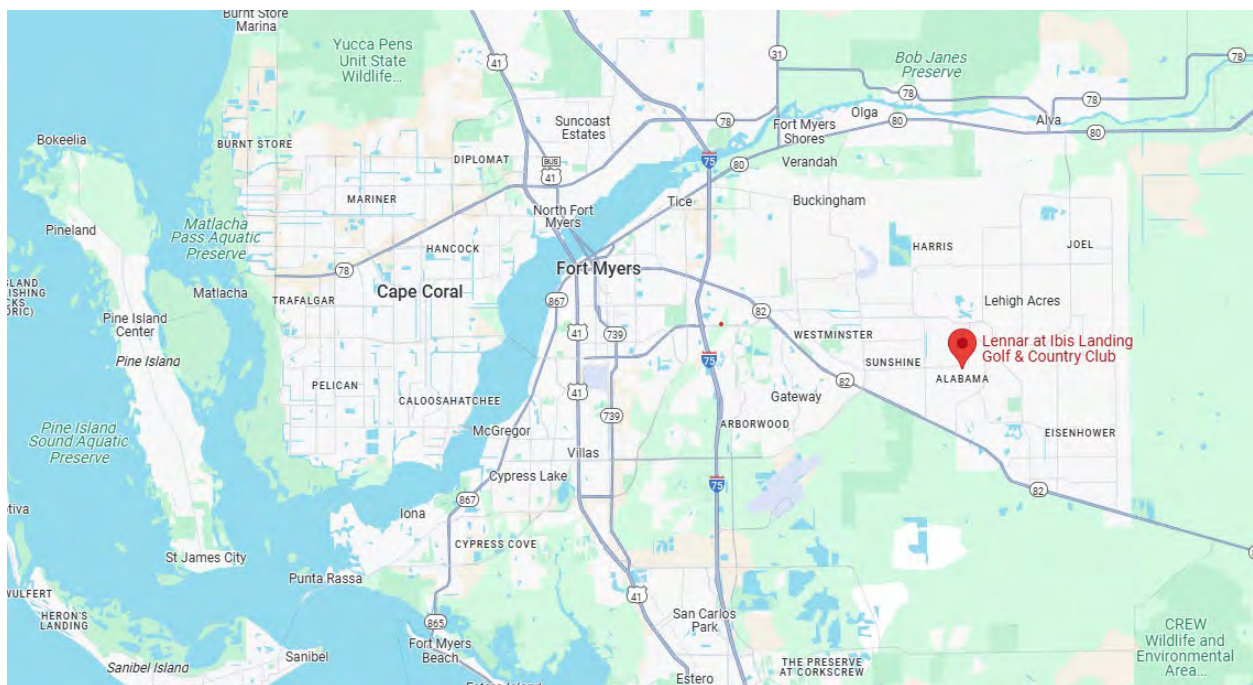 Burnt Store
Marina
Yucca Pens
Unit State
Wildlife...
41
31
78
Bob Janes
Preserve
78
78
78
Bokeelia
BURNT STORE
DIPLOMAT
BUS
41
Suncoast
Estates
78
75
80
Fort Myers
Shores
Olga
80
Alva
80
Verandah
MARINER
Pineland
Matlacha
Pass Aquatic
Preserve
North Fort
Myers
Tice
Buckingham
HANCOCK
78
HARRIS
JOEL
Fort Myers
Cape Coral
867
Matlacha
TRAFALGAR
ISLAND
Pine Island
Center
Pine Island
41
739
82
WESTMINSTER
Lehigh Acres
Lennar at Ibis Landing
Golf & Country Club
75
SUNSHINE
ALABAMA
82
PELICAN
CALOOSAHATCHEE
41
739
Gateway
ARBORWOOD
EISENHOWER
Pine Island
Sound Aquatic
Preserve
McGregor
Villas
Cypress Lake
75
82
867
Iona
CYPRESS COVE
St James City
Punta Rassa
41
WULFERT
HERON'S
LANDING
San Carlos
Park
865
Fort Myers
Beach
CREW
Wildlife and
Environmental
Area...
Sanibel Island
Sanibel
THE PRESERVE
AT CORKSCREW
Estero